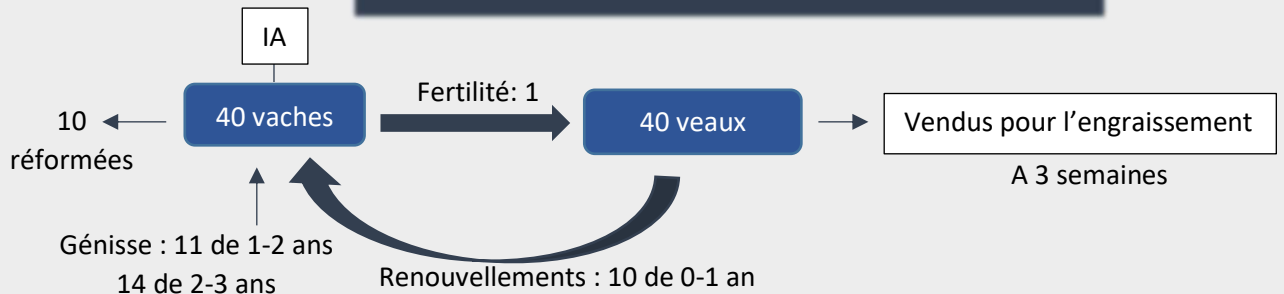 IA
Fertilité: 1
10
réformées
40 vaches
40 veaux
Vendus pour l’engraissement
A 3 semaines
Génisse : 11 de 1-2 ans
14 de 2-3 ans
Renouvellements : 10 de 0-1 an